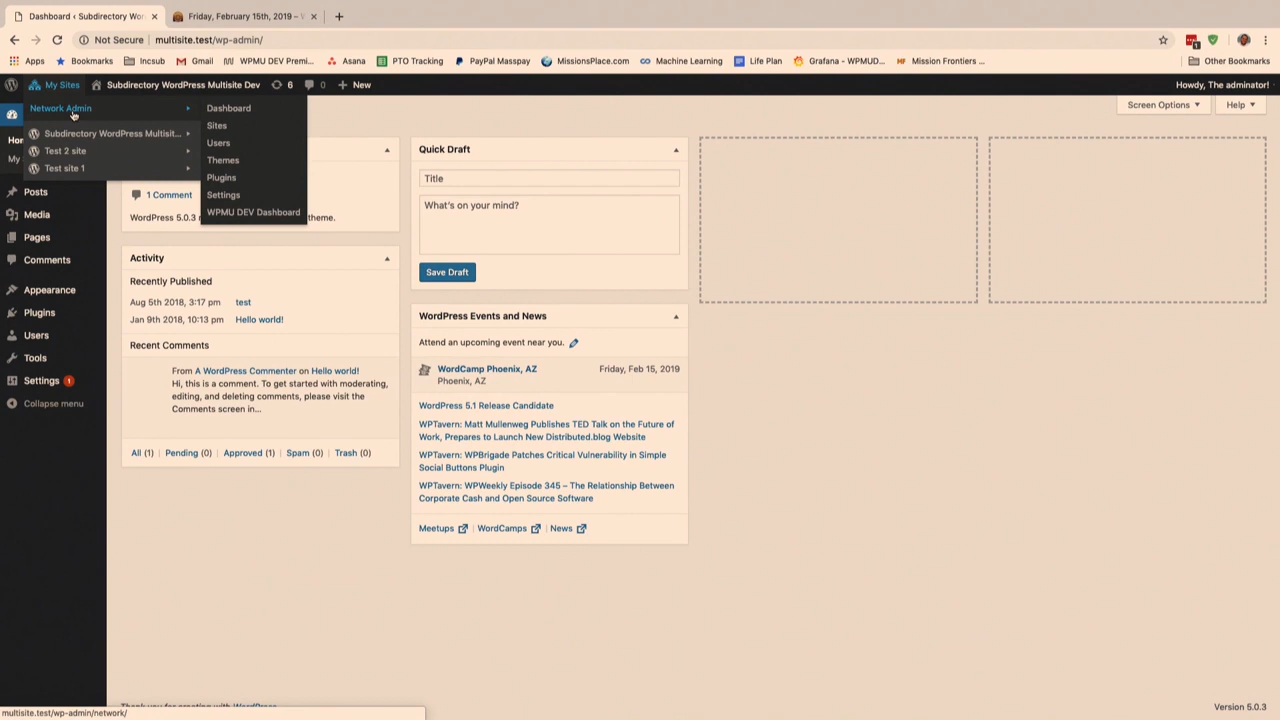 Dashboard ‹ Subdirectory Wor
Friday, February 15th, 2019 –
Not Secure
multisite.test/wp-admin/
Apps
Bookmarks
Incsub
Gmail
WPMU DEV Premi...
Asana
PTO Tracking
PayPal Masspay
MissionsPlace.com
Machine Learning
Life Plan
Grafana - WPMUD...
Mission Frontiers ...
Other Bookmarks
My Sites
Subdirectory WordPress Multisite Dev
6
0
New
Howdy, The adminator!
Network Admin
Subdirectory WordPress Multisit...
Test 2 site
Test site 1
Dashboard
Sites
Users
Themes
Plugins
Settings
WPMU DEV Dashboard
Screen Options
Help
My
Posts
Media
Pages
Comments
Appearance
Plugins
Users
Tools
Settings 1
Collapse menu
1 Comment
WordPress 5.0.3
theme.
Activity
Recently Published
Aug 5th 2018, 3:17 pm test
Jan 9th 2018, 10:13 pm Hello world!
Recent Comments
From A WordPress Commenter on Hello world!
Hi, this is a comment. To get started with moderating,
editing, and deleting comments, please visit the
Comments screen in...
All (1) | Pending (0) | Approved (1) | Spam (0) | Trash (0)
Quick Draft
Title
What's on your mind?
Save Draft
WordPress Events and News
Attend an upcoming event near you.
WordCamp Phoenix, AZ
Friday, Feb 15, 2019
Phoenix, AZ
WordPress 5.1 Release Candidate
WPTavern: Matt Mullenweg Publishes TED Talk on the Future of
Work, Prepares to Launch New Distributed.blog Website
WPTavern: WPBrigade Patches Critical Vulnerability in Simple
Social Buttons Plugin
WPTavern: WPWeekly Episode 345 – The Relationship Between
Corporate Cash and Open Source Software
Meetups | WordCamps | News
Thank you for creating with WordPress
multisite.test/wp-admin/network/
Version 5.0.3